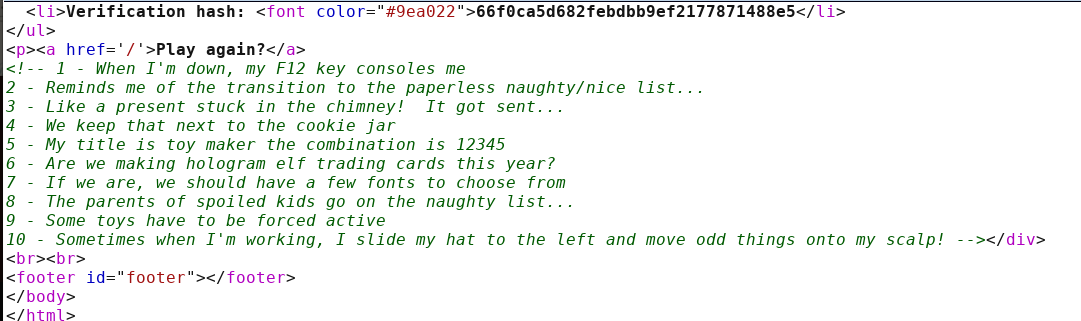 <li>Verification hash: <font color="#9ea022">66f0ca5d682febdbb9ef2177871488e5</li>
</ul>
<p><a href='/'>Play again?</a>
<!-- 1 - When I'm down, my F12 key consoles me
2 - Reminds me of the transition to the paperless naughty/nice list...
3 - Like a present stuck in the chimney!  It got sent...
4 - We keep that next to the cookie jar
5 - My title is toy maker the combination is 12345
6 - Are we making hologram elf trading cards this year?
7 - If we are, we should have a few fonts to choose from
8 - The parents of spoiled kids go on the naughty list...
9 - Some toys have to be forced active
10 - Sometimes when I'm working, I slide my hat to the left and move odd things onto my scalp! --></div>
<br><br>
<footer id="footer"></footer>
</body>
</html>